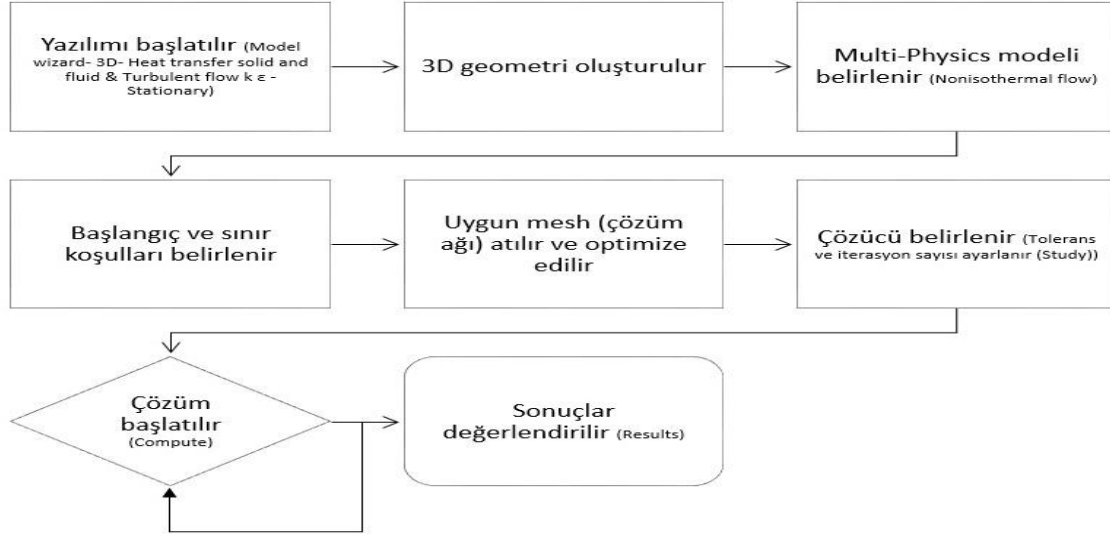 Yazılımı başlatılır (Model
wizard- 3D- Heat transfer solid and
fluid & Turbulent flow k ε -
Stationary)
3D geometri oluşturulur
Multi-Physics modeli
belirlenir (Nonisothermal flow)
Başlangıç ve sınır
koşulları belirlenir
Uygun mesh (çözüm
ağı) atılır ve optimize
edilir
Çözücü belirlenir (Tolerans
ve iterasyon sayısı ayarlanır (Study))
Çözüm
başlatılır
(Compute)
Sonuçlar
değerlendirilir (Results)